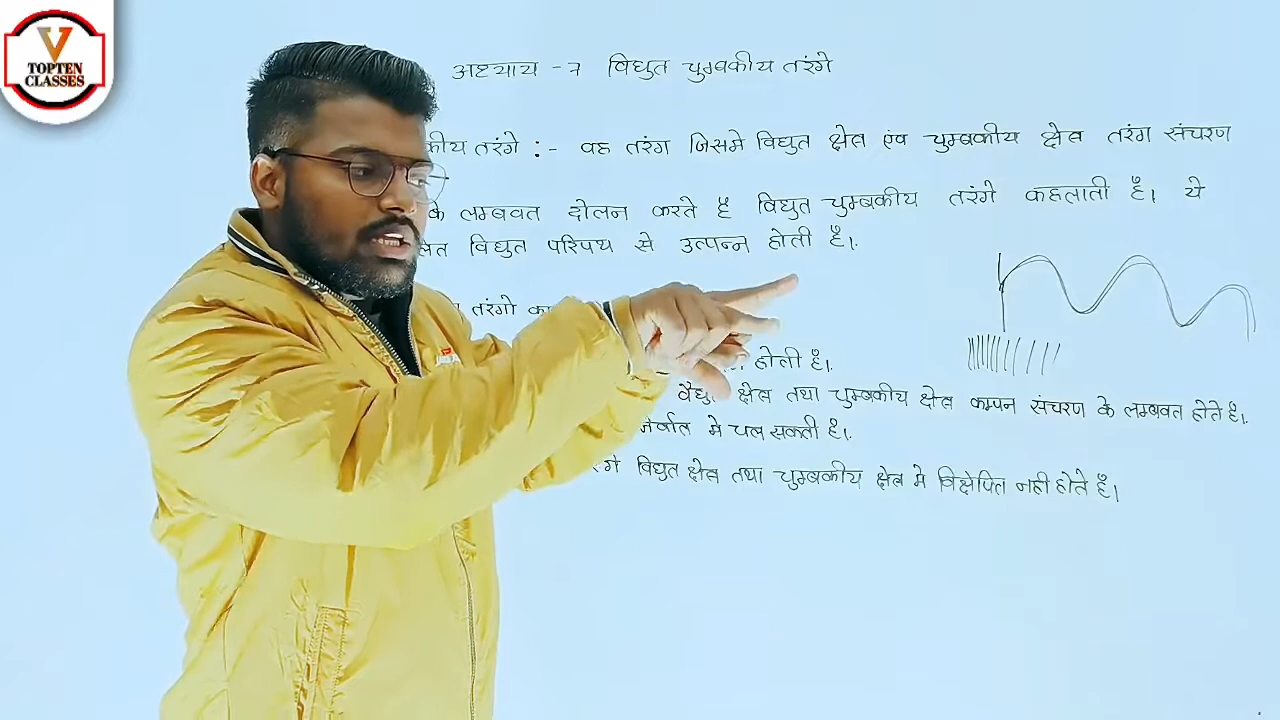 V
TOPTEN
CLASSES
अध्याय - 7 विद्युत चुम्बकीय तरंगे
कीय तरंगे :- वह तरंग जिसमे विद्युत क्षेत्र एंव चुम्बकीय क्षेत्र तरंग संचरण
के लम्बवत दोलन करते है विद्युत चुम्बकीय तरंगे कहलाती है। ये
विद्युत परिपथ से उत्पन्न होती है।
तरंगो का
होती है।
क्षेत्र तथा चुम्बकीय क्षेत्र कम्पन संचरण के लम्बवत होते है।
निर्वात मे चल सकती है।
विद्युत क्षेत्र तथा चुम्बकीय क्षेत्र मे विक्षेपित नही होते है।